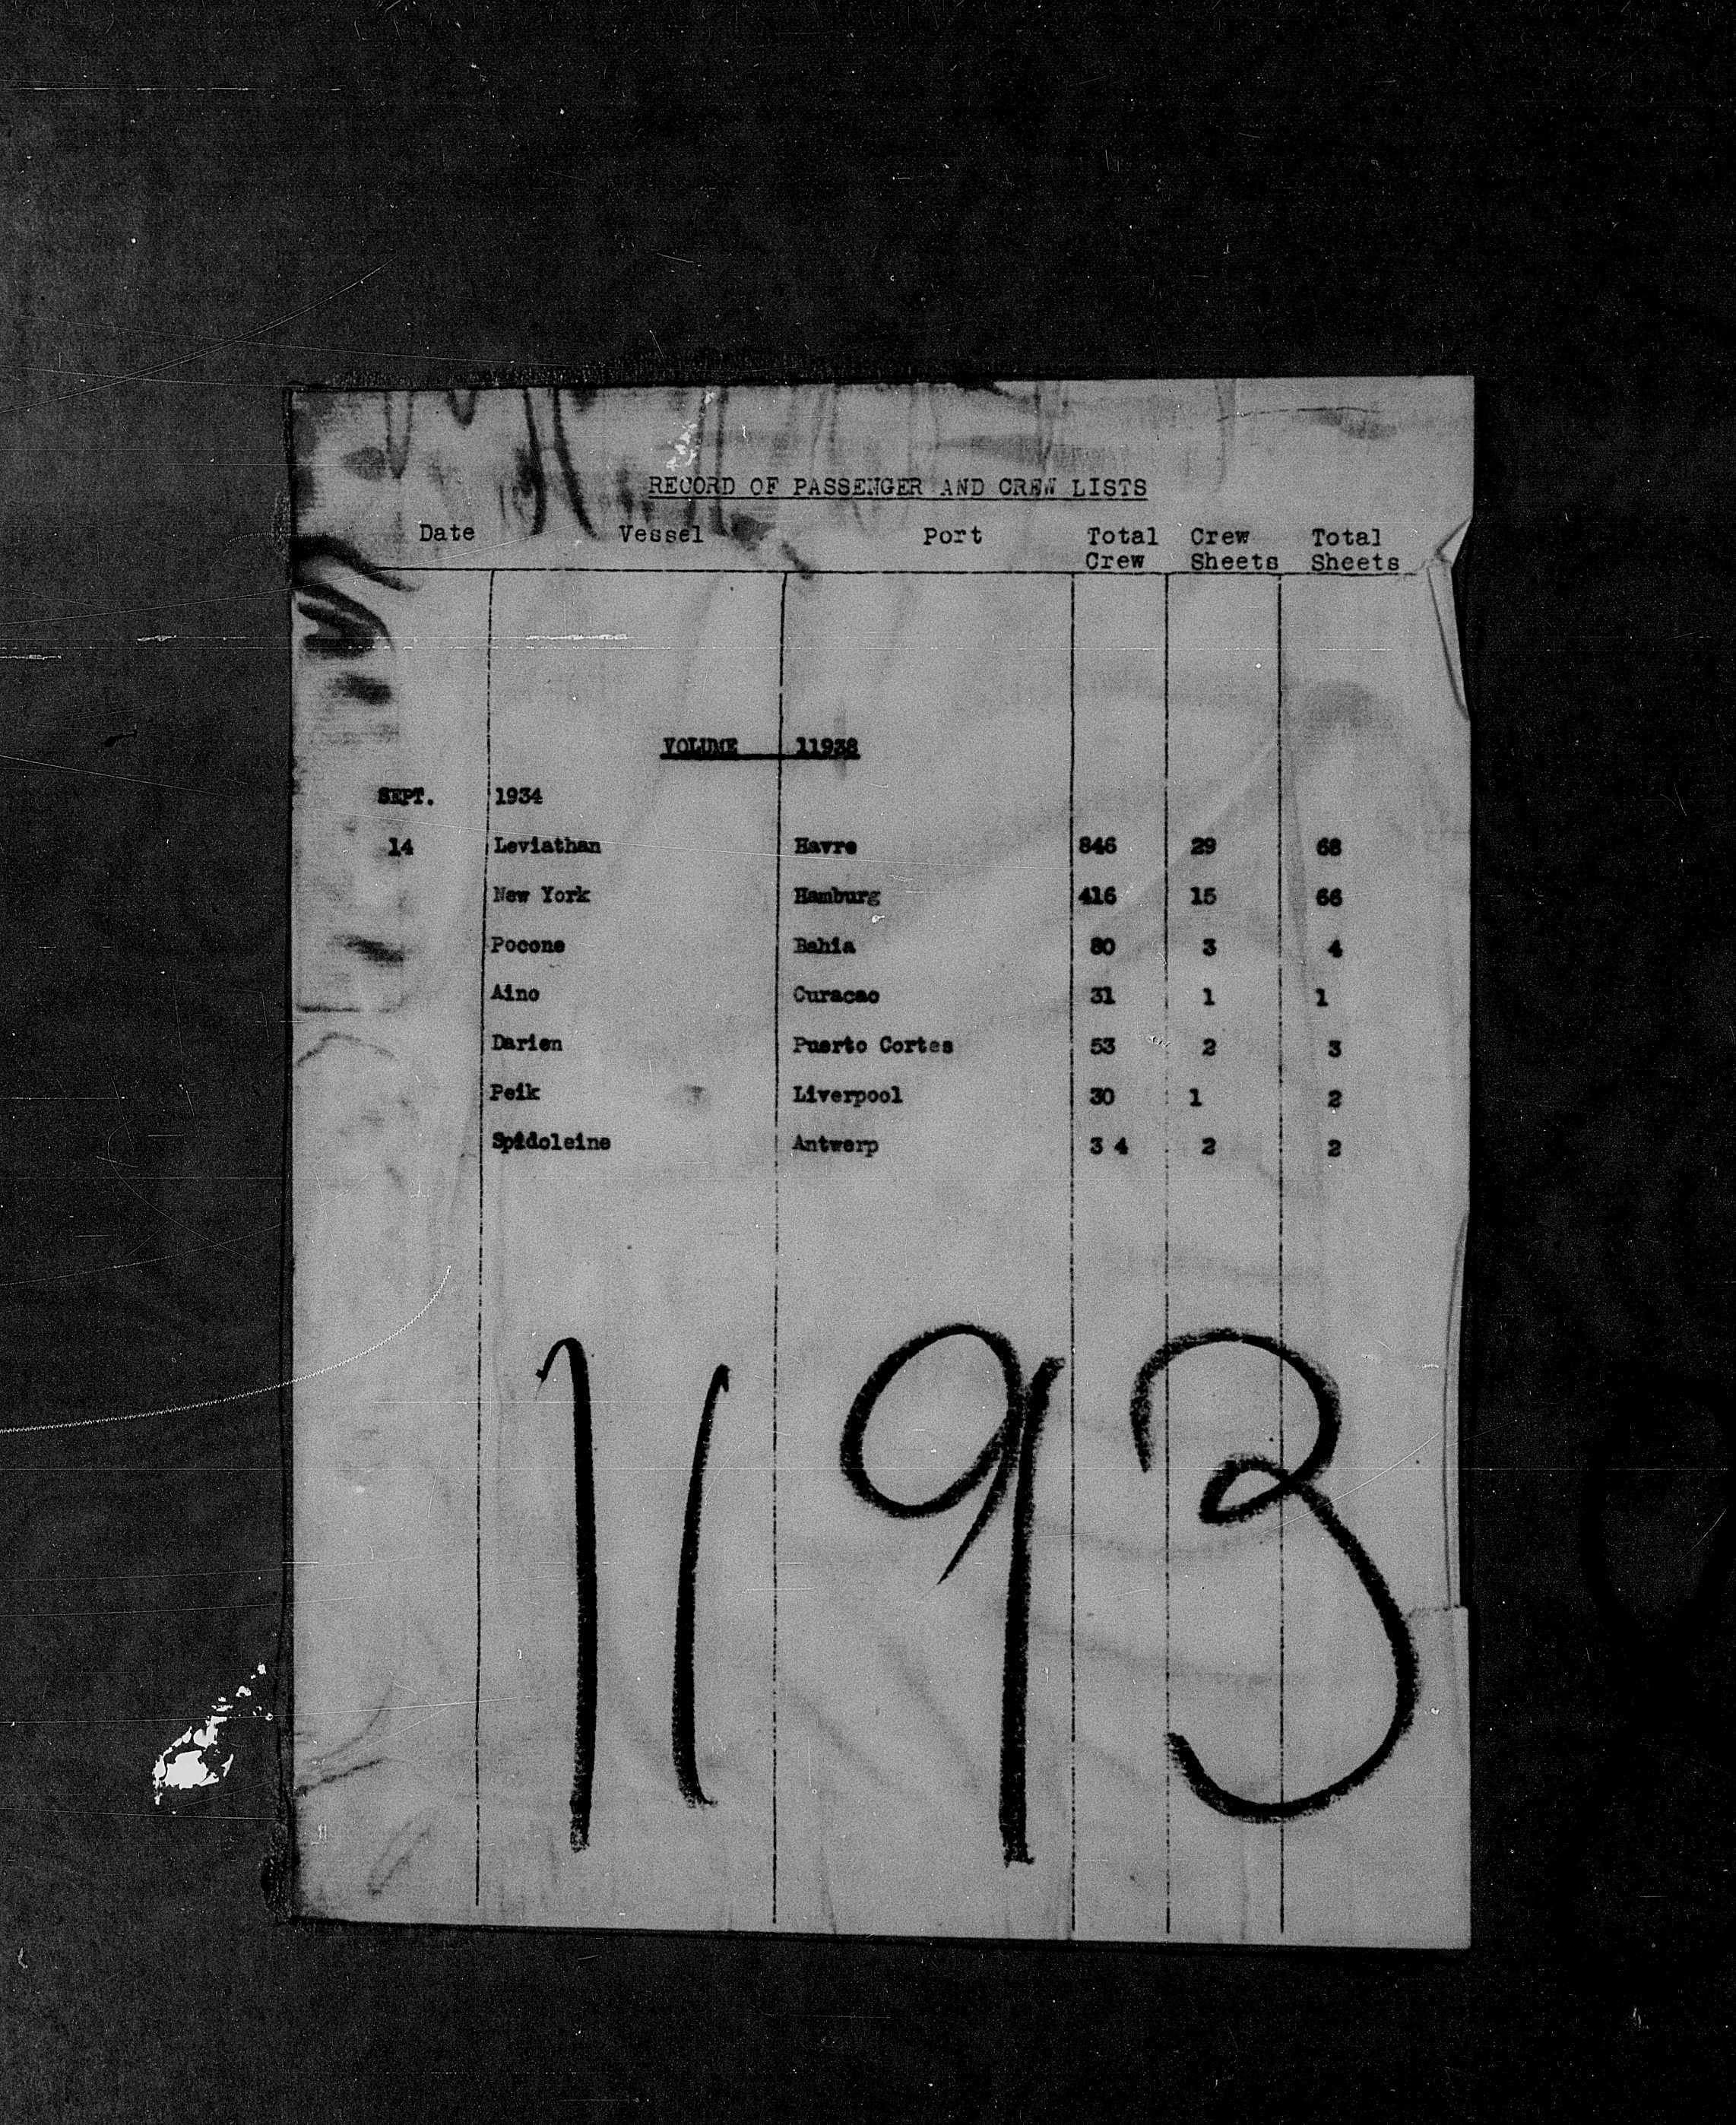 RECORD OF PASSENGER AND CREW LISTS
Date Vessel Port Total Crew Crew Sheets Total Sheets
VOLUME 11938
SEPT. 1934
14 Leviathan Havre 846 29 68
New York Hamburg 416 15 66
Pocone Bahia 80 3 4
Aino Curacao 31 1 1
Darien Puerto Cortes 53 2 3
Peik Liverpool 30 1 2
Spidoleine Antwerp 3 4 2 2
1193